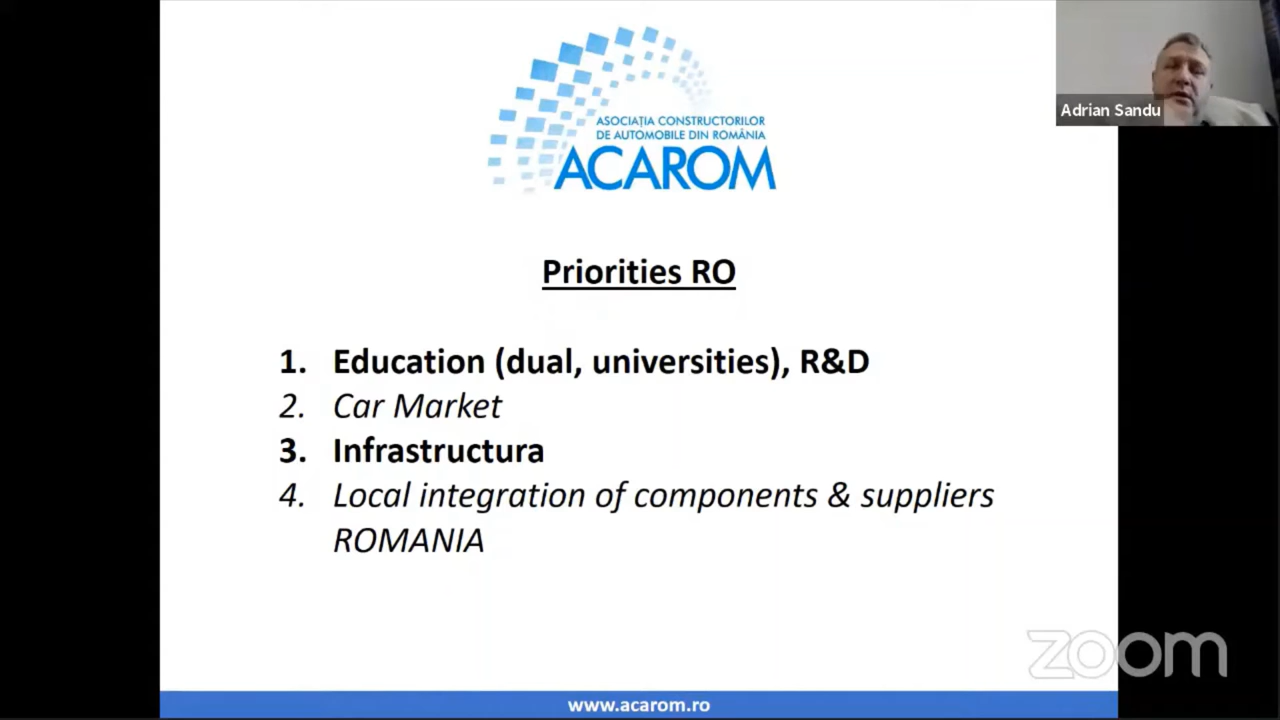 ASOCIAȚIA CONSTRUCTORILOR
DE AUTOMOBILE DIN ROMÂNIA
ACAROM
Adrian Sandu
Priorities RO
1. Education (dual, universities), R&D
2. Car Market
3. Infrastructura
4. Local integration of components & suppliers
ROMANIA
zoom
www.acarom.ro